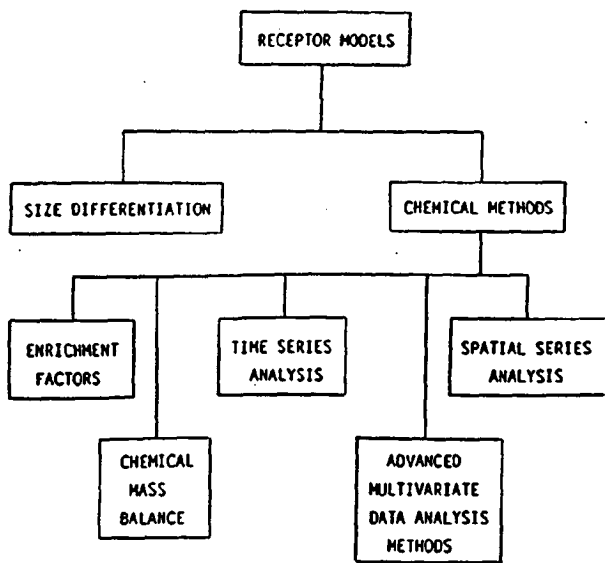 RECEPTOR MODELS
SIZE DIFFERENTIATION
CHEMICAL METHODS
ENRICHMENT
FACTORS
TIME SERIES
ANALYSIS
SPATIAL SERIES
ANALYSIS
CHEMICAL
MASS
BALANCE
ADVANCED
MULTIVARIATE
DATA ANALYSIS
METHODS